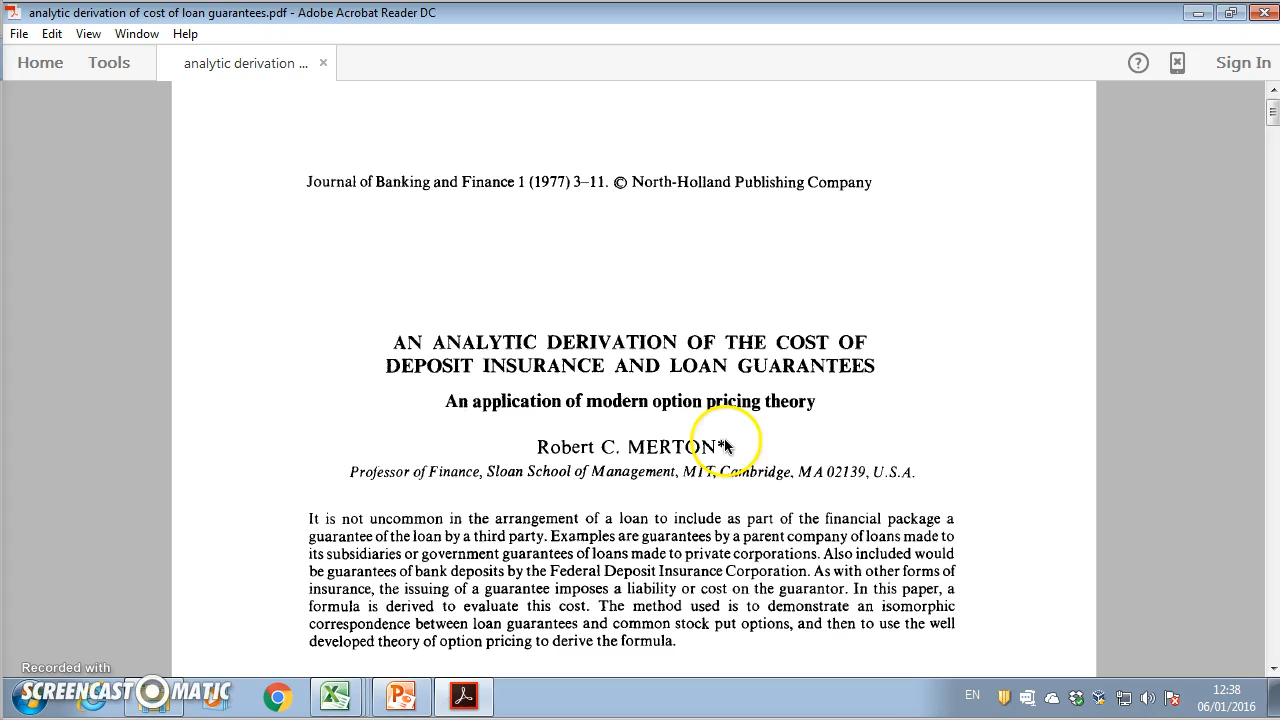 analytic derivation of cost of loan guarantees.pdf - Adobe Acrobat Reader DC
File Edit View Window Help
Home Tools analytic derivation ... × ? Sign In
Journal of Banking and Finance 1 (1977) 3–11. © North-Holland Publishing Company
AN ANALYTIC DERIVATION OF THE COST OF
DEPOSIT INSURANCE AND LOAN GUARANTEES
An application of modern option pricing theory
Robert C. MERTON*
Professor of Finance, Sloan School of Management, MIT, Cambridge, MA 02139, U.S.A.
It is not uncommon in the arrangement of a loan to include as part of the financial package a
guarantee of the loan by a third party. Examples are guarantees by a parent company of loans made to
its subsidiaries or government guarantees of loans made to private corporations. Also included would
be guarantees of bank deposits by the Federal Deposit Insurance Corporation. As with other forms of
insurance, the issuing of a guarantee imposes a liability or cost on the guarantor. In this paper, a
formula is derived to evaluate this cost. The method used is to demonstrate an isomorphic
correspondence between loan guarantees and common stock put options, and then to use the well
developed theory of option pricing to derive the formula.
Recorded with
SCREENCAST MATIC
EN
12:38
06/01/2016